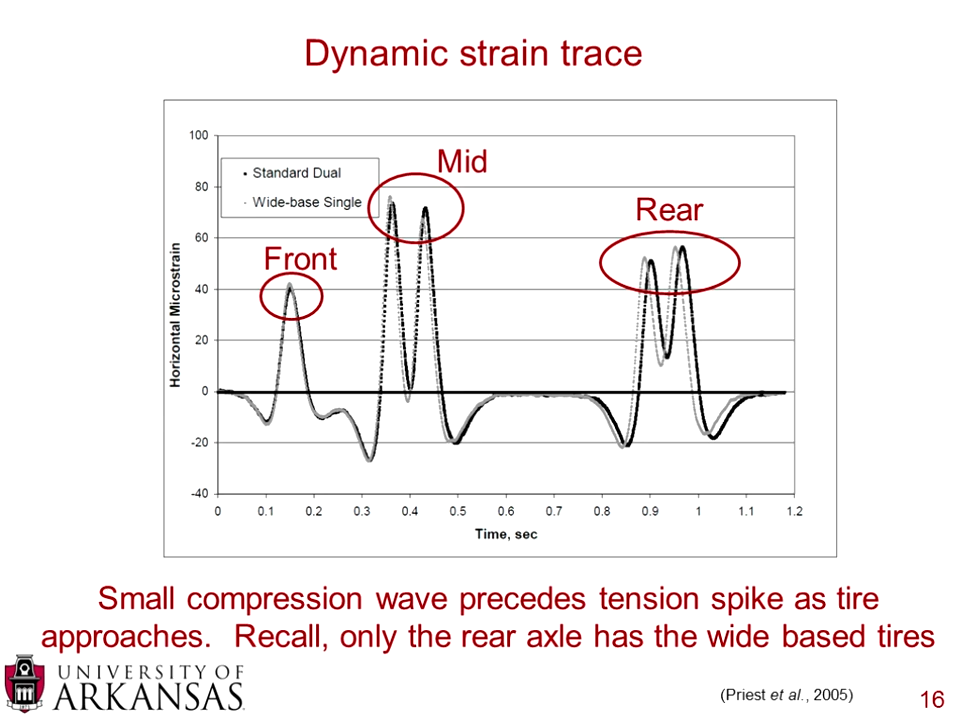 Dynamic strain trace
100
80
60
40
20
0
-20
-40
Horizontal Microstrain
Standard Dual
Wide-base Single
Front
Mid
Rear
0 0.1 0.2 0.3 0.4 0.5 0.6 0.7 0.8 0.9 1 1.1 1.2
Time, sec
Small compression wave precedes tension spike as tire
approaches. Recall, only the rear axle has the wide based tires
UNIVERSITY OF
ARKANSAS
(Priest et al., 2005)
16